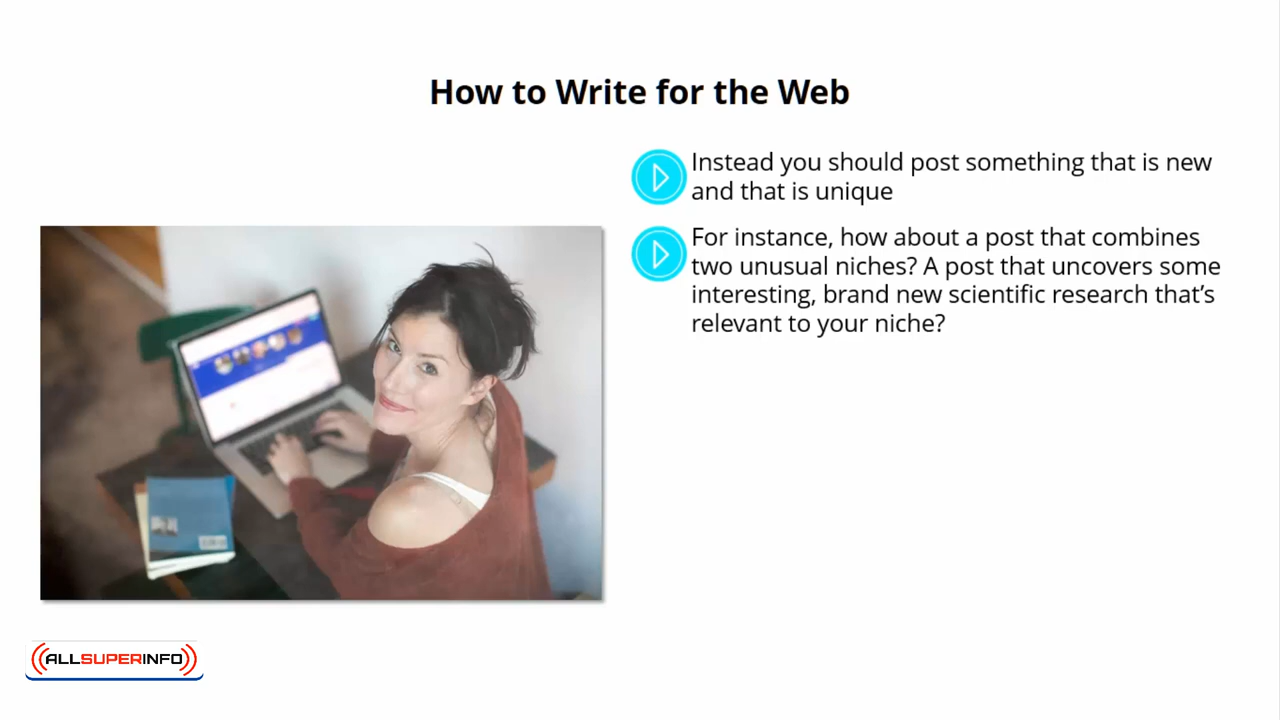 How to Write for the Web
Instead you should post something that is new
and that is unique
For instance, how about a post that combines
two unusual niches? A post that uncovers some
interesting, brand new scientific research that’s
relevant to your niche?
ALLSUPERINFO